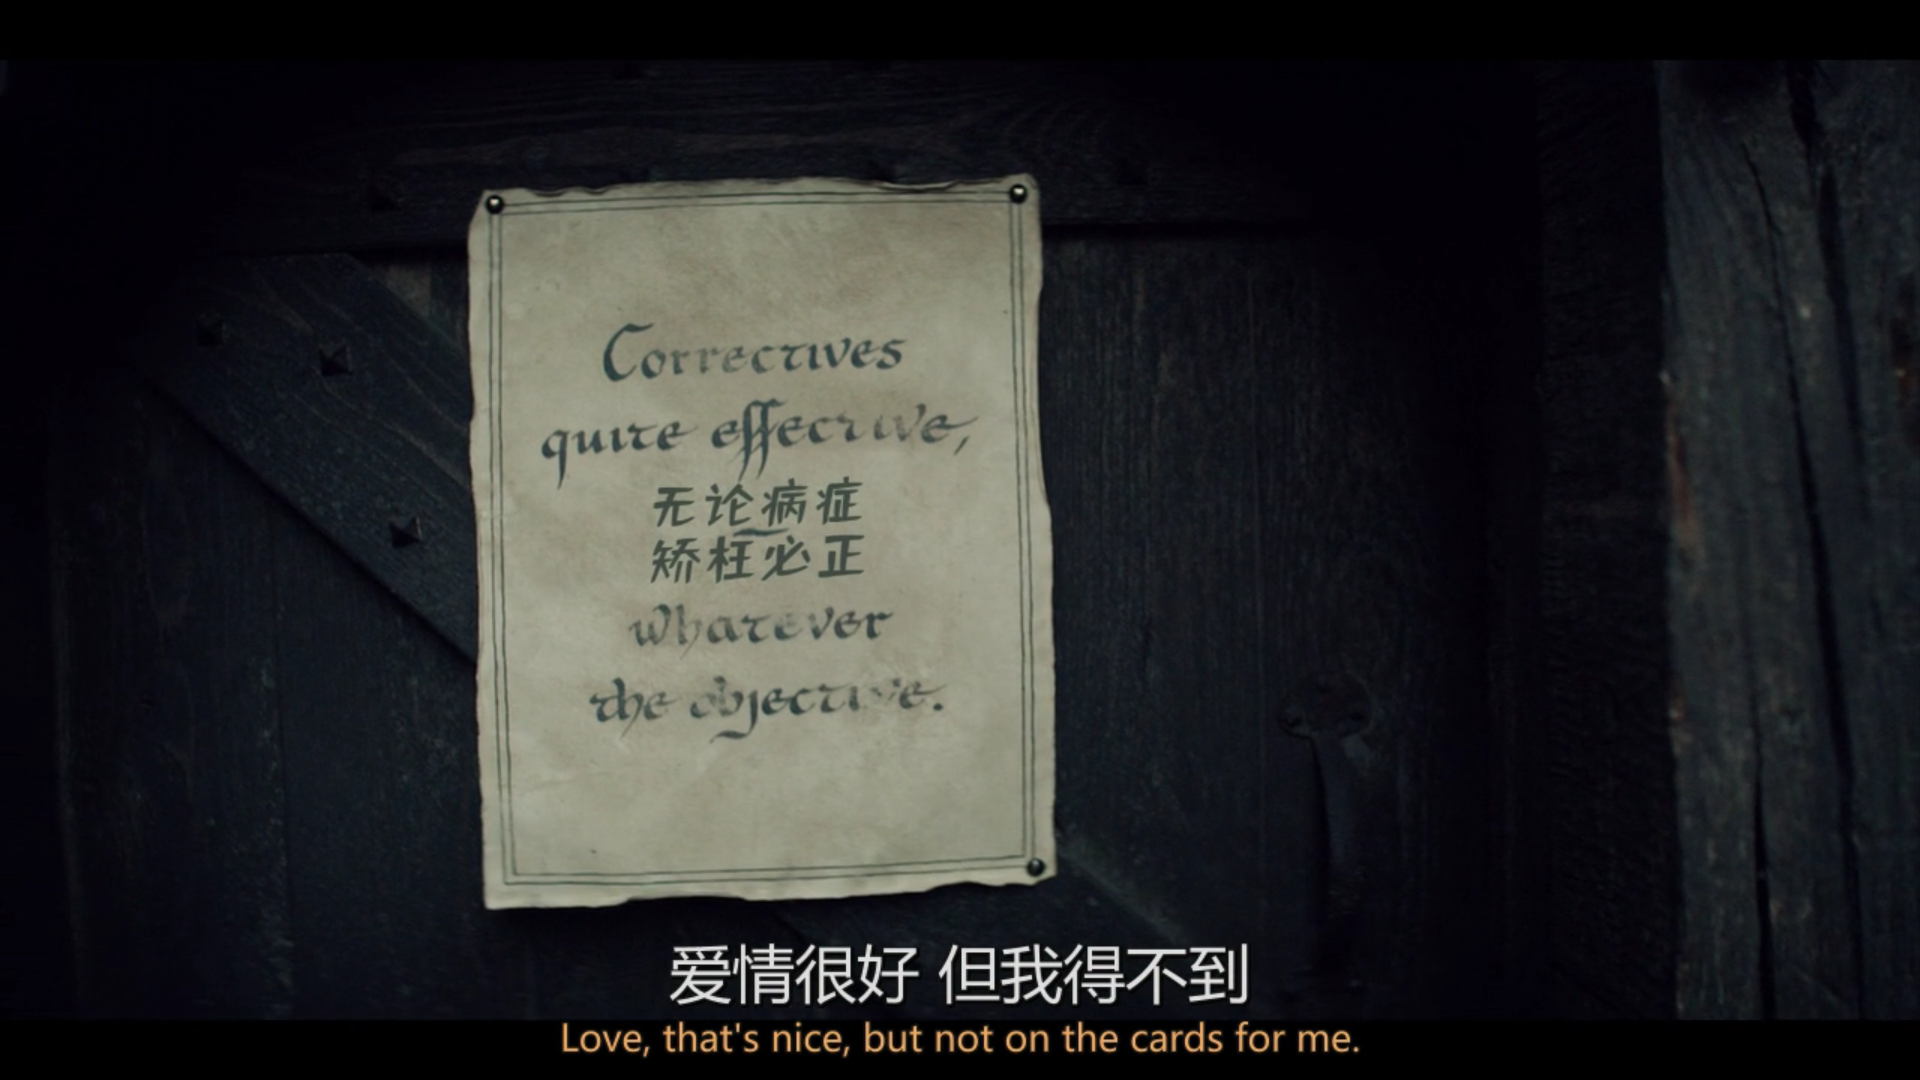 Correctives
quite effective,
无论病症
矫枉必正
whatever
the objective.
爱情很好 但我得不到
Love, that's nice, but not on the cards for me.